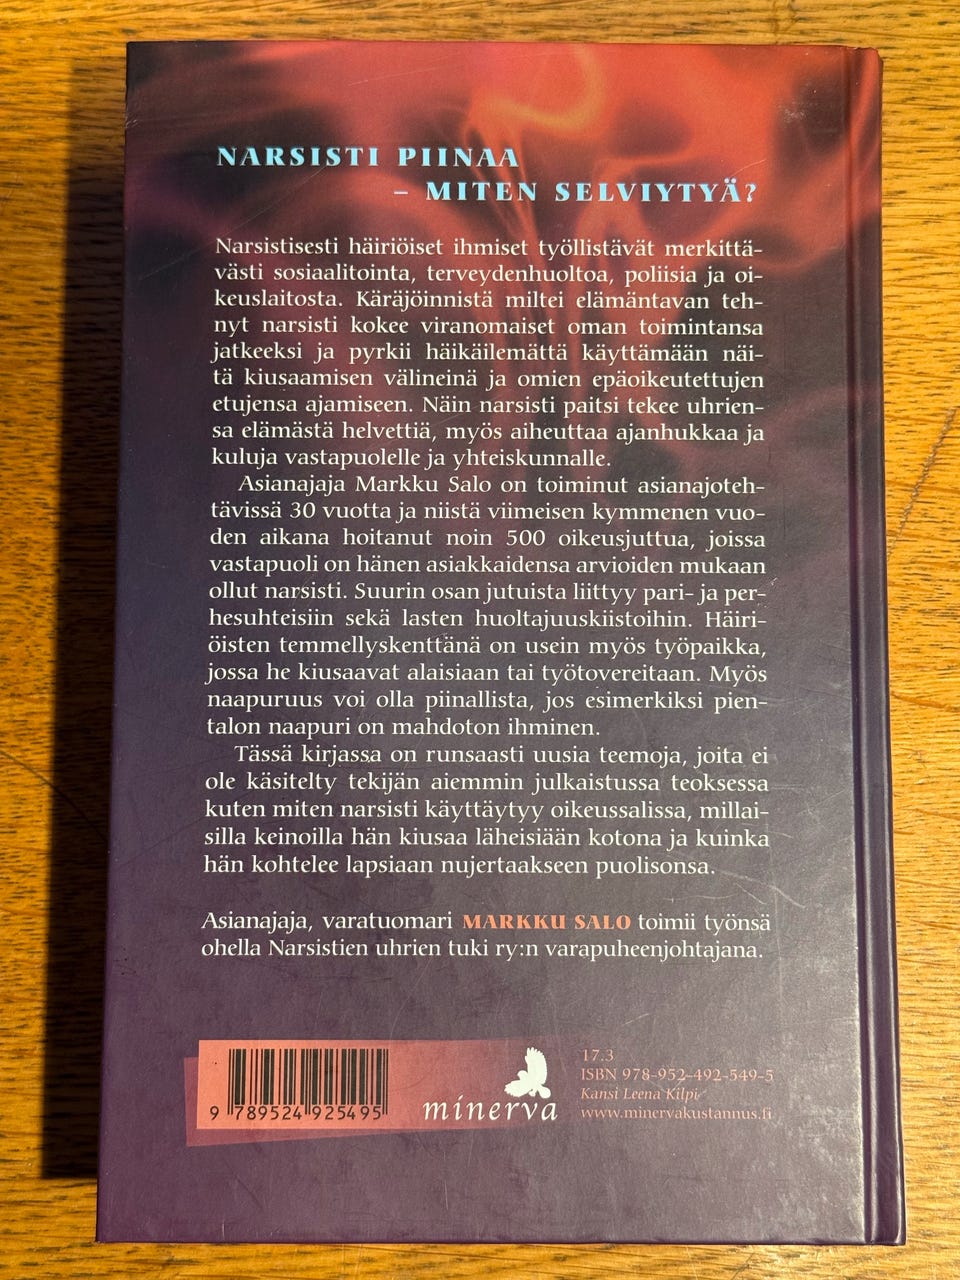 NARSISTI PIINAA
– MITEN SELVIYTYÄ?
Narsistisesti häiriöiset ihmiset työllistävät merkittä-
västi sosiaalitointa, terveydenhuoltoa, poliisia ja oi-
keuslaitosta. Käräjöinnistä miltei elämäntavan teh-
nyt narsisti kokee viranomaiset oman toimintansa
jatkeeksi ja pyrkii häikäilemättä käyttämään näi-
tä kiusaamisen välineinä ja omien epäoikeutettujen
etujensa ajamiseen. Näin narsisti paitsi tekee uhrien-
sa elämästä helvettiä, myös aiheuttaa ajanhukkaa ja
kuluja vastapuolelle ja yhteiskunnalle.
Asianajaja Markku Salo on toiminut asianajoteh-
tävissä 30 vuotta ja niistä viimeisen kymmenen vuo-
den aikana hoitanut noin 500 oikeusjuttua, joissa
vastapuoli on hänen asiakkaidensa arvioiden mukaan
ollut narsisti. Suurin osan jutuista liittyy pari- ja per-
hesuhteisiin sekä lasten huoltajuuskiistoihin. Häiri-
öisten temmellyskenttänä on usein myös työpaikka,
jossa he kiusaavat alaisiaan tai työtovereitaan. Myös
naapuruus voi olla piinallista, jos esimerkiksi pien-
talon naapuri on mahdoton ihminen.
Tässä kirjassa on runsaasti uusia teemoja, joita ei
ole käsitelty tekijän aiemmin julkaistussa teoksessa
kuten miten narsisti käyttäytyy oikeussalissa, millai-
silla keinoilla hän kiusaa läheisiään kotona ja kuinka
hän kohtelee lapsiaan nujertaakseen puolisonsa.
Asianajaja, varatuomari MARKKU SALO toimii työnsä
ohella Narsistien uhrien tuki ry:n varapuheenjohtajana.
9 789524 925495
minerva
17.3
ISBN 978-952-492-549-5
Kansi Leena Kilpi
www.minervakustannus.fi